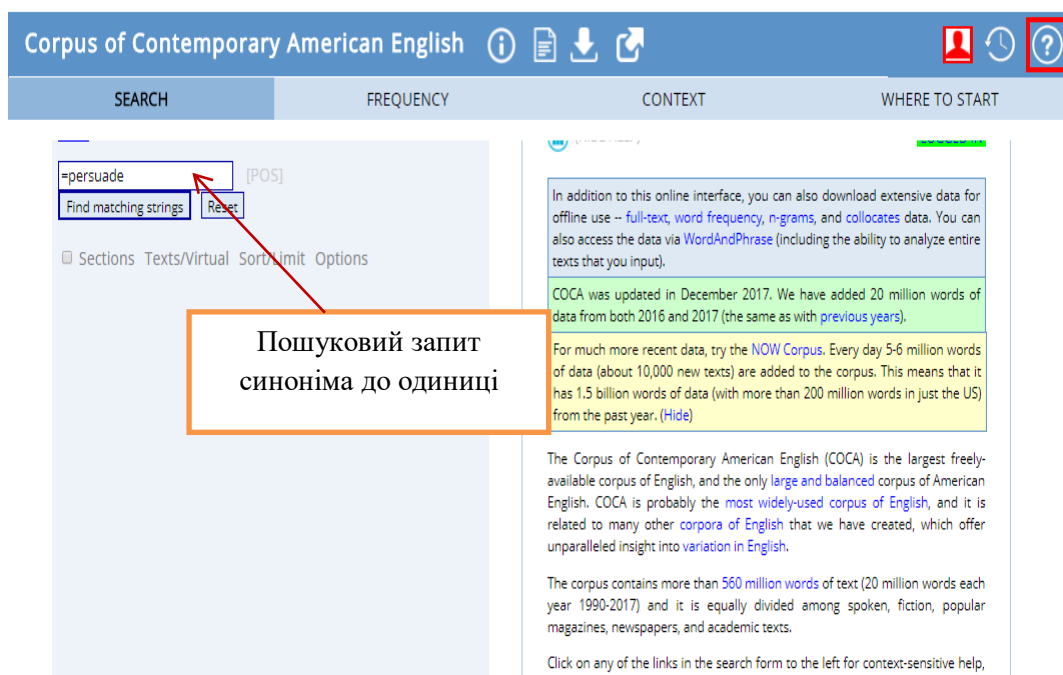 Corpus of Contemporary American English
SEARCH FREQUENCY CONTEXT WHERE TO START
=persuade [POS]
Find matching strings Reset
Sections Texts/Virtual Sort/Limit Options
Пошуковий запит
синоніма до одиниці
In addition to this online interface, you can also download extensive data for
offline use -- full-text, word frequency, n-grams, and collocates data. You can
also access the data via WordAndPhrase (including the ability to analyze entire
texts that you input).
COCA was updated in December 2017. We have added 20 million words of
data from both 2016 and 2017 (the same as with previous years).
For much more recent data, try the NOW Corpus. Every day 5-6 million words
of data (about 10,000 new texts) are added to the corpus. This means that it
has 1.5 billion words of data (with more than 200 million words in just the US)
from the past year. (Hide)
The Corpus of Contemporary American English (COCA) is the largest freely-
available corpus of English, and the only large and balanced corpus of American
English. COCA is probably the most widely-used corpus of English, and it is
related to many other corpora of English that we have created, which offer
unparalleled insight into variation in English.
The corpus contains more than 560 million words of text (20 million words each
year 1990-2017) and it is equally divided among spoken, fiction, popular
magazines, newspapers, and academic texts.
Click on any of the links in the search form to the left for context-sensitive help,